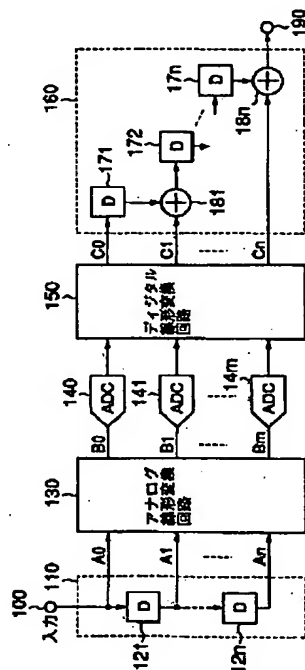 入力
100
110
A0
D
121
A1
D
12n
An
130
アナログ
線形変換
回路
B0
140
ADC
B1
141
ADC
Bm
14m
ADC
150
ディジタル
線形変換
回路
C0
C1
Cn
160
171
D
172
D
181
17n
D
18n
190